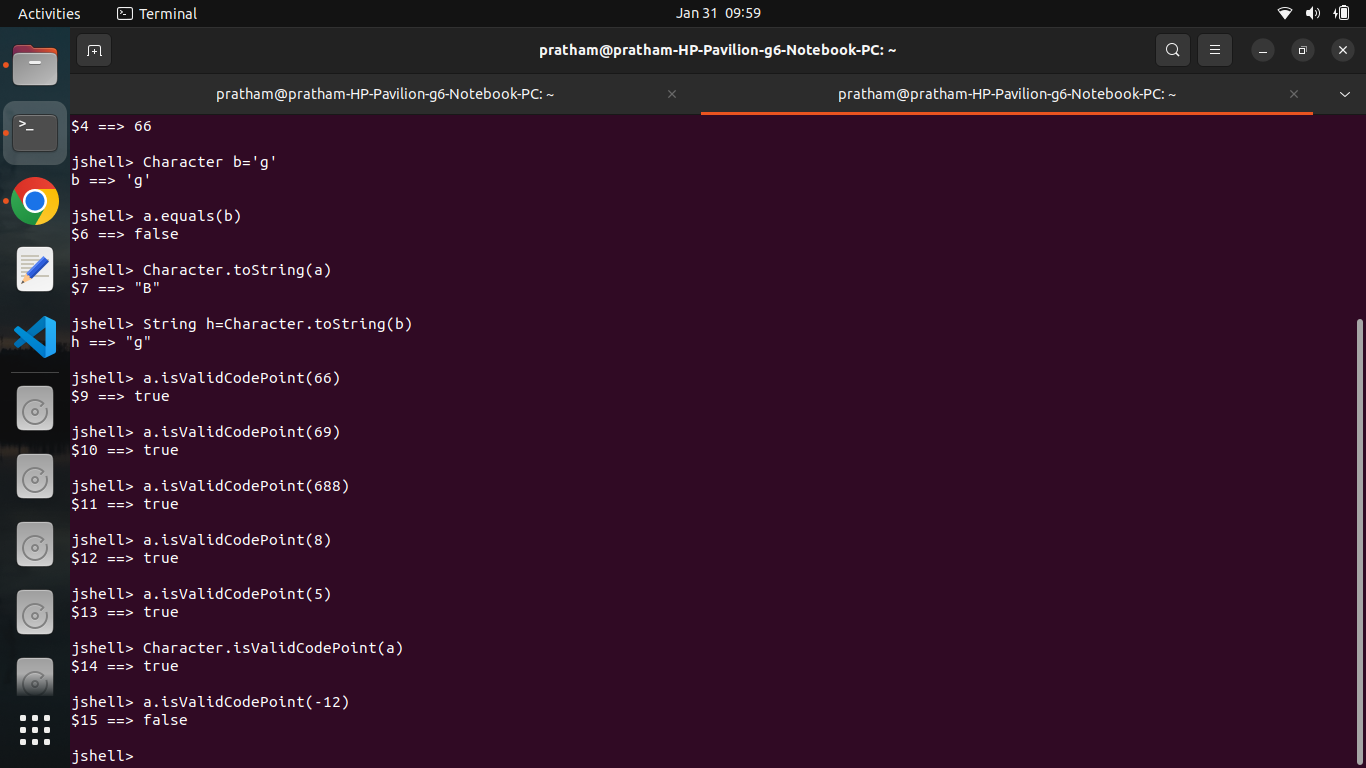 Activities Terminal Jan 31 09:59
pratham@pratham-HP-Pavilion-g6-Notebook-PC: ~
pratham@pratham-HP-Pavilion-g6-Notebook-PC: ~ pratham@pratham-HP-Pavilion-g6-Notebook-PC: ~
$4 ==> 66
jshell> Character b='g'
b ==> 'g'
jshell> a.equals(b)
$6 ==> false
jshell> Character.toString(a)
$7 ==> "B"
jshell> String h=Character.toString(b)
h ==> "g"
jshell> a.isValidCodePoint(66)
$9 ==> true
jshell> a.isValidCodePoint(69)
$10 ==> true
jshell> a.isValidCodePoint(688)
$11 ==> true
jshell> a.isValidCodePoint(8)
$12 ==> true
jshell> a.isValidCodePoint(5)
$13 ==> true
jshell> Character.isValidCodePoint(a)
$14 ==> true
jshell> a.isValidCodePoint(-12)
$15 ==> false
jshell>